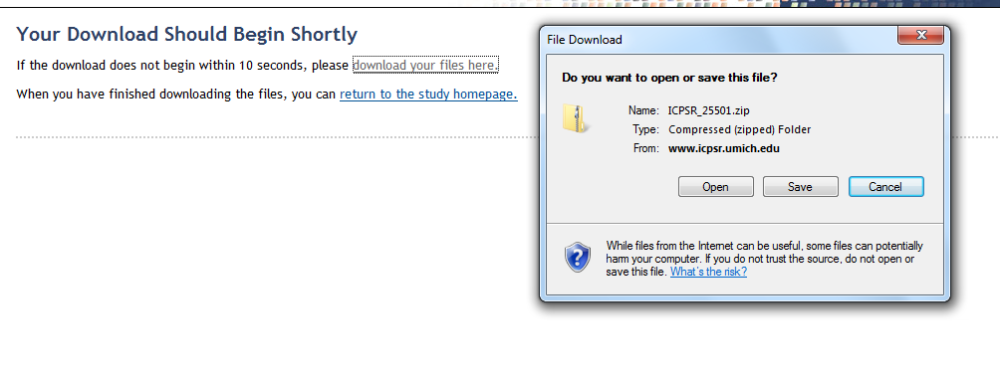 Your Download Should Begin Shortly
If the download does not begin within 10 seconds, please download your files here.
When you have finished downloading the files, you can return to the study homepage.
File Download
Do you want to open or save this file?
Name: ICPSR_25501.zip
Type: Compressed (zipped) Folder
From: www.icpsr.umich.edu
Open Save Cancel
While files from the Internet can be useful, some files can potentially
harm your computer. If you do not trust the source, do not open or
save this file. What's the risk?